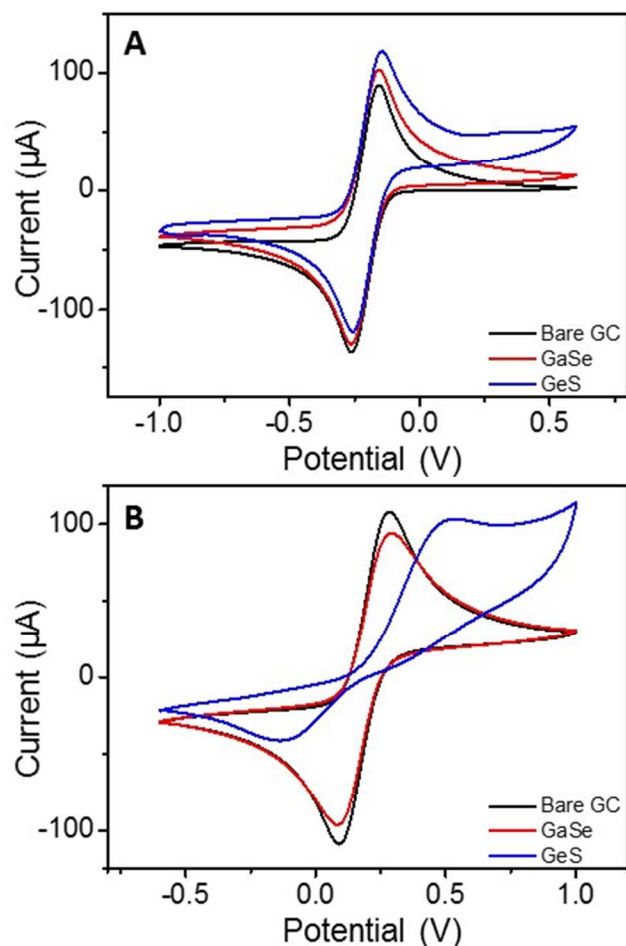 A
100
0
-100
Current (µA)
Bare GC
GaSe
GeS
-1.0
-0.5
0.0
0.5
Potential (V)
B
100
0
-100
Current (µA)
Bare GC
GaSe
GeS
-0.5
0.0
0.5
1.0
Potential (V)